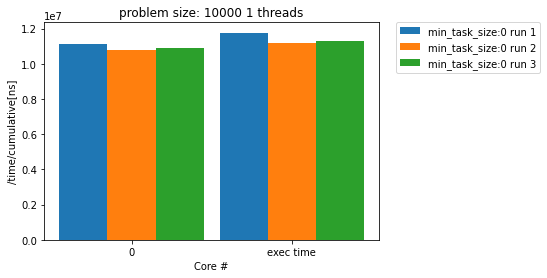 problem size: 10000 1 threads
1e7
1.2
1.0
0.8
0.6
0.4
0.2
0.0
/time/cumulative[ns]
0
exec time
Core #
min_task_size:0 run 1
min_task_size:0 run 2
min_task_size:0 run 3